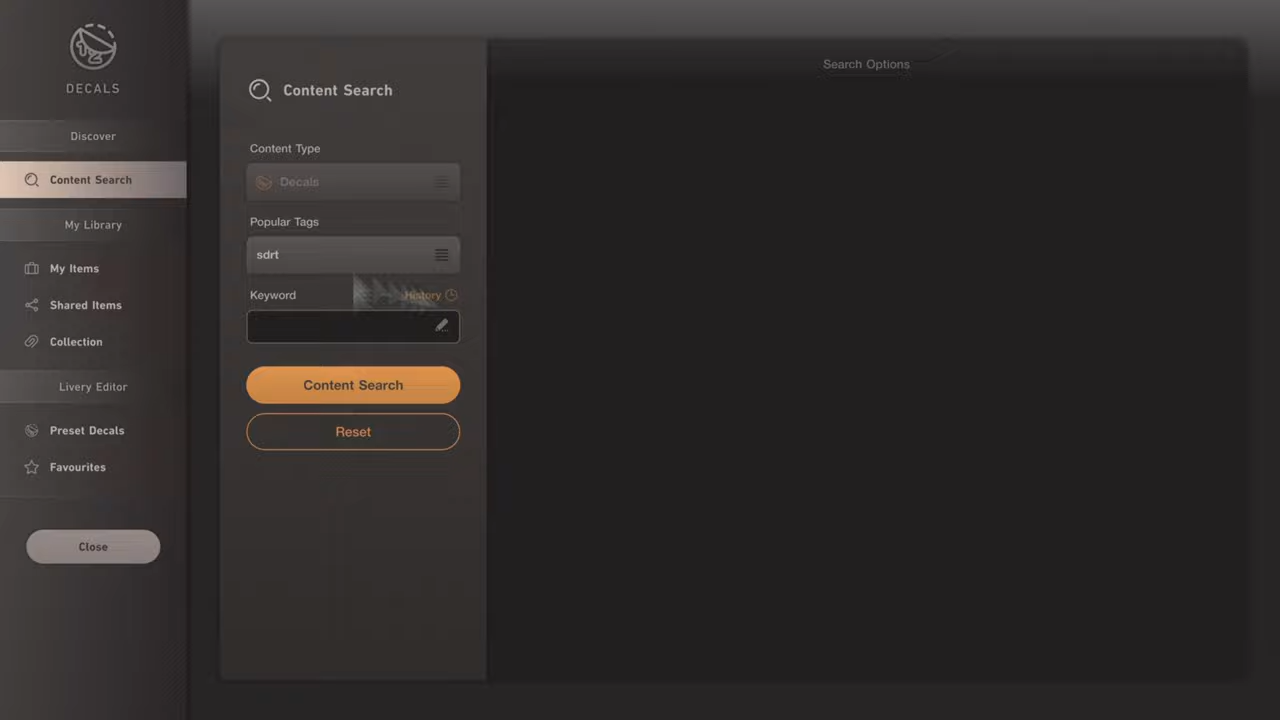 DECALS
Discover
Content Search
My Library
My Items
Shared Items
Collection
Livery Editor
Preset Decals
Favourites
Close
Content Search
Content Type
Decals
Popular Tags
sdrt
Keyword
History
Content Search
Reset
Search Options